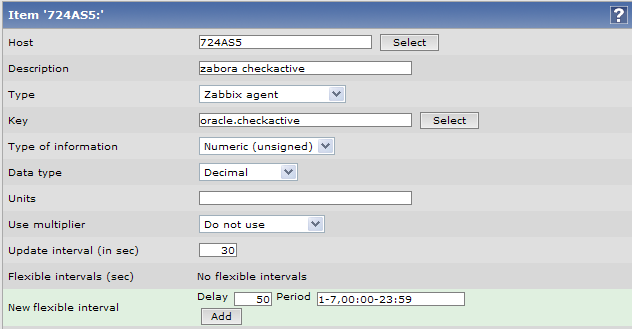 Item '724AS5:' ?
Host 724AS5 Select
Description zabora checkactive
Type Zabbix agent
Key oracle.checkactive Select
Type of information Numeric (unsigned)
Data type Decimal
Units
Use multiplier Do not use
Update interval (in sec) 30
Flexible intervals (sec) No flexible intervals
New flexible interval Delay 50 Period 1-7,00:00-23:59
Add